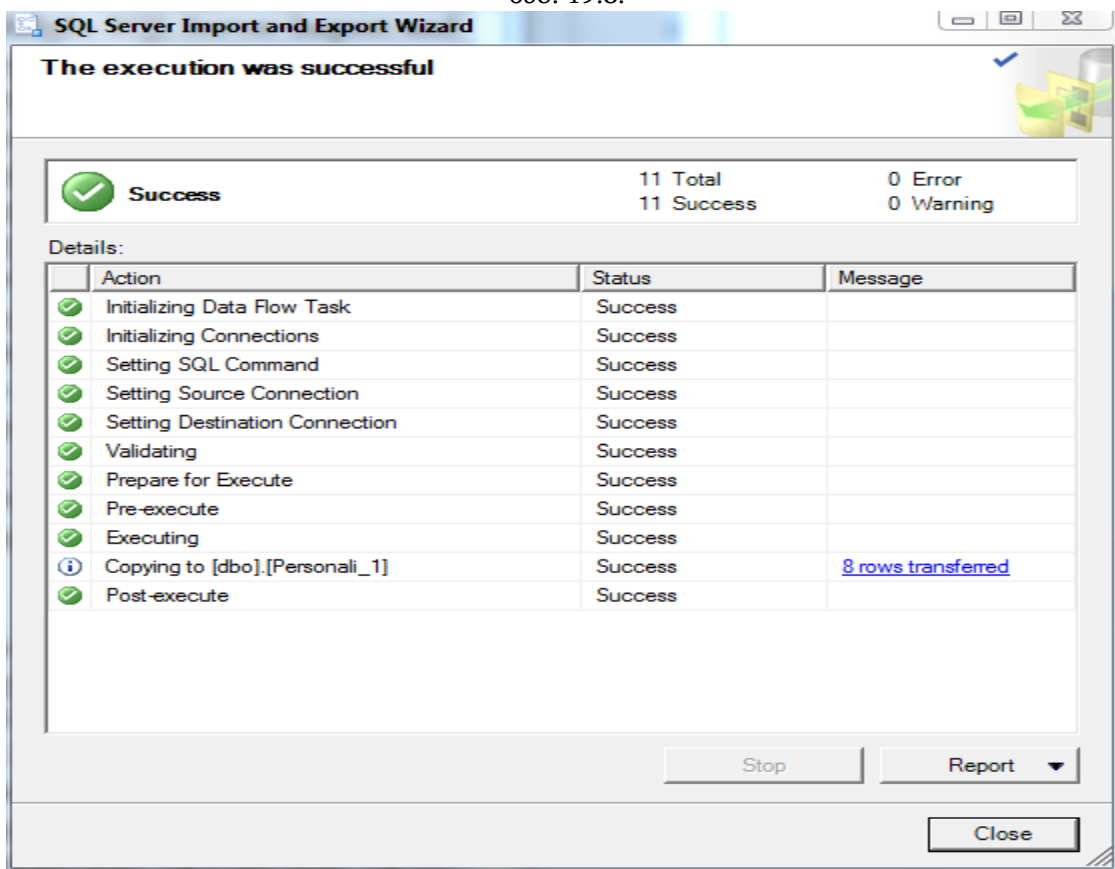 SQL Server Import and Export Wizard
The execution was successful
Success
11 Total
0 Error
11 Success
0 Warning
Details:
Action Status Message
Initializing Data Flow Task Success
Initializing Connections Success
Setting SQL Command Success
Setting Source Connection Success
Setting Destination Connection Success
Validating Success
Prepare for Execute Success
Pre-execute Success
Executing Success
Copying to [dbo].[Personali_1] Success 8 rows transferred
Post-execute Success
Stop Report
Close